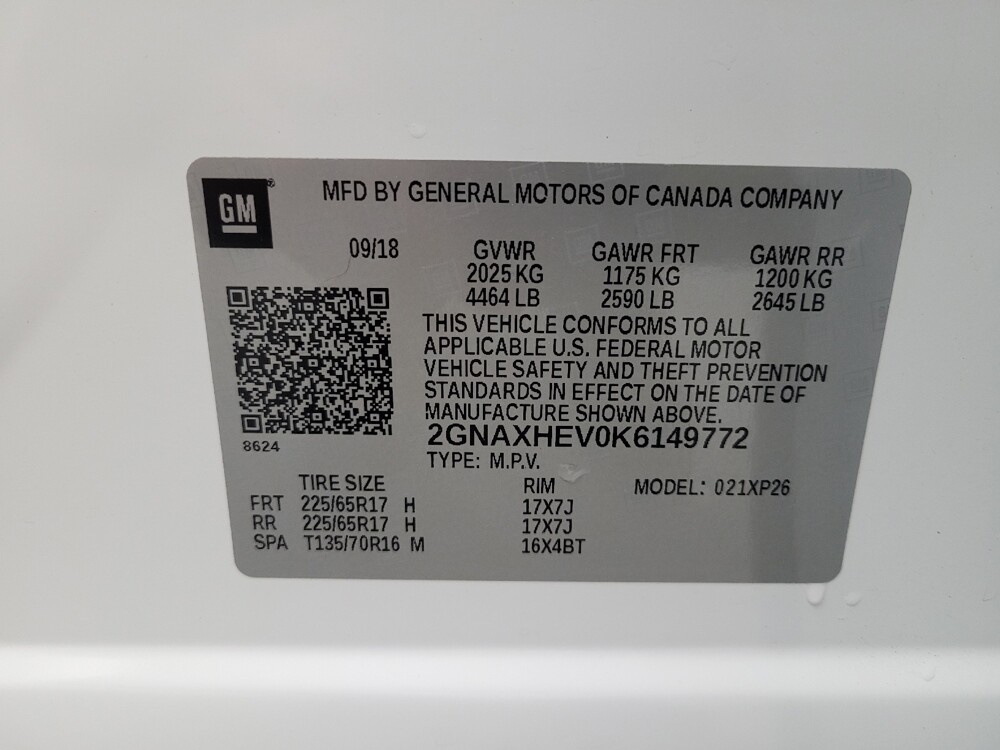 GM®
MFD BY GENERAL MOTORS OF CANADA COMPANY
09/18
GVWR GAWR FRT GAWR RR
2025 KG 1175 KG 1200 KG
4464 LB 2590 LB 2645 LB
THIS VEHICLE CONFORMS TO ALL
APPLICABLE U.S. FEDERAL MOTOR
VEHICLE SAFETY AND THEFT PREVENTION
STANDARDS IN EFFECT ON THE DATE OF
MANUFACTURE SHOWN ABOVE.
2GNAXHEV0K6149772
8624
TYPE: M.P.V.
TIRE SIZE RIM MODEL: 021XP26
FRT 225/65R17 H 17X7J
RR 225/65R17 H 17X7J
SPA T135/70R16 M 16X4BT